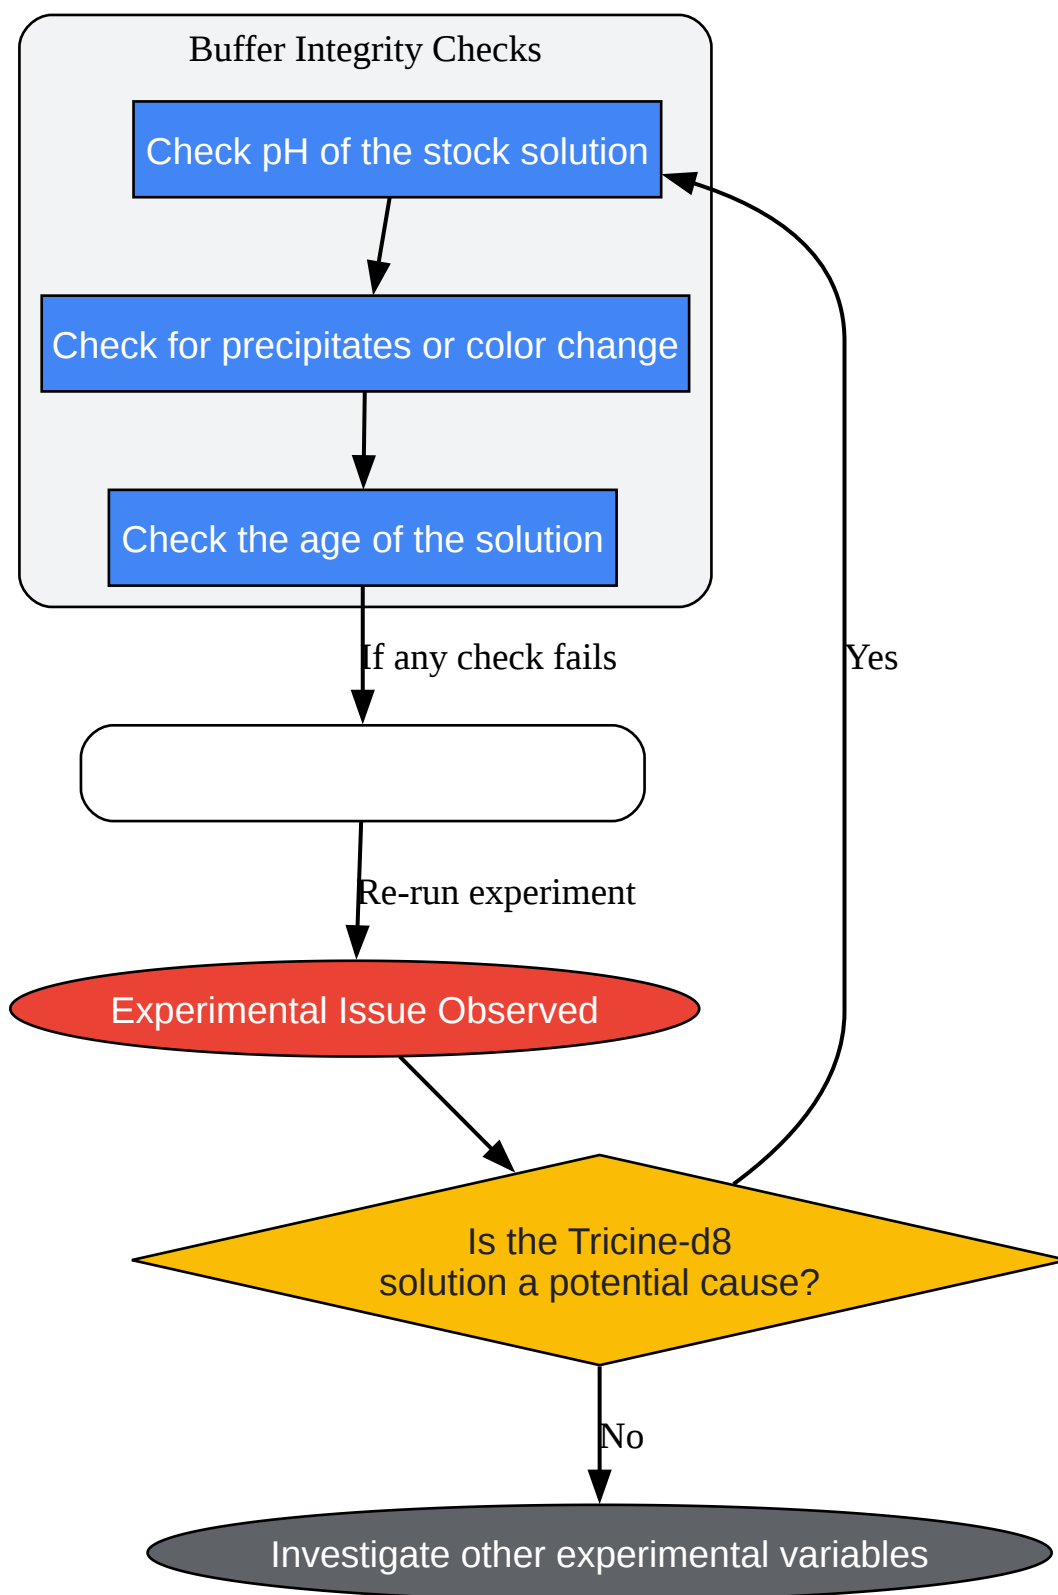 Buffer Integrity Checks
Check pH of the stock solution
Check for precipitates or color change
Check the age of the solution
If any check fails
Yes
Re-run experiment
Experimental Issue Observed
Is the Tricine-d8
solution a potential cause?
No
Investigate other experimental variables